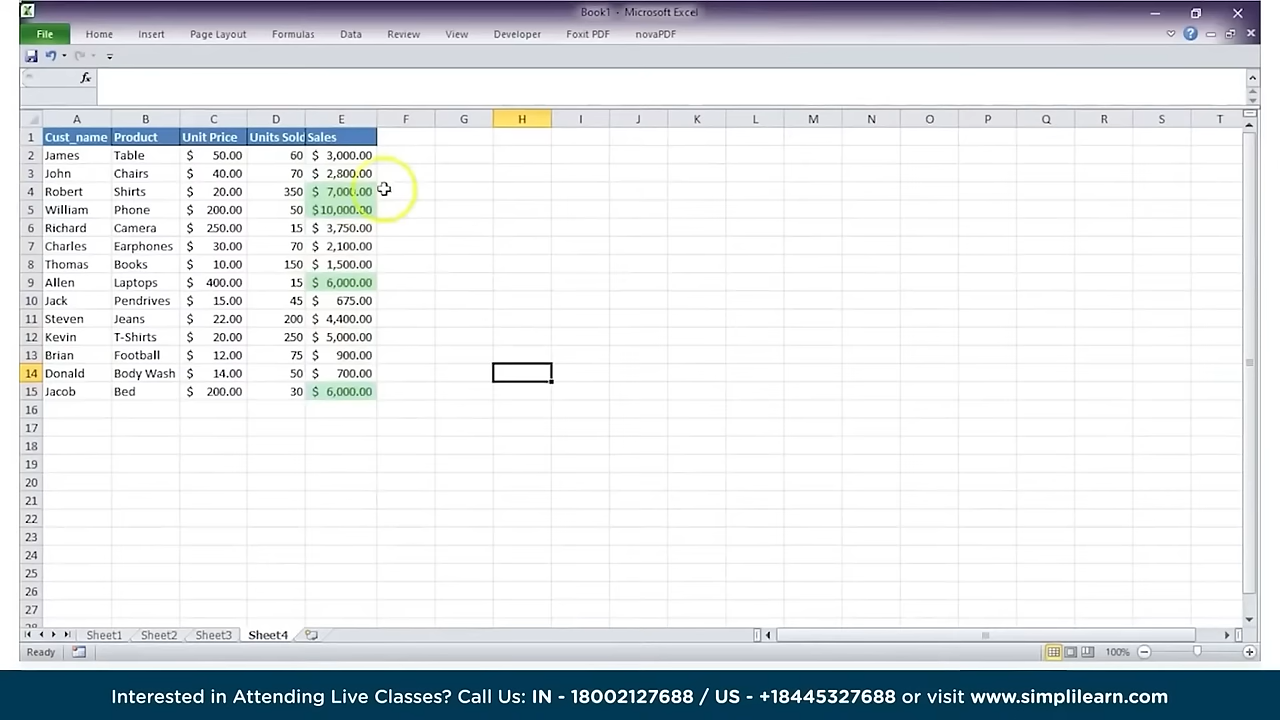 Book1 - Microsoft Excel
File Home Insert Page Layout Formulas Data Review View Developer Foxit PDF novaPDF
fx
A B C D E F G H I J K L M N O P Q R S T
1 Cust_name Product Unit Price Units Sold Sales
2 James Table $ 50.00 60 $ 3,000.00
3 John Chairs $ 40.00 70 $ 2,800.00
4 Robert Shirts $ 20.00 350 $ 7,000.00
5 William Phone $ 200.00 50 $10,000.00
6 Richard Camera $ 250.00 15 $ 3,750.00
7 Charles Earphones $ 30.00 70 $ 2,100.00
8 Thomas Books $ 10.00 150 $ 1,500.00
9 Allen Laptops $ 400.00 15 $ 6,000.00
10 Jack Pendrives $ 15.00 45 $ 675.00
11 Steven Jeans $ 22.00 200 $ 4,400.00
12 Kevin T-Shirts $ 20.00 250 $ 5,000.00
13 Brian Football $ 12.00 75 $ 900.00
14 Donald Body Wash $ 14.00 50 $ 700.00
15 Jacob Bed $ 200.00 30 $ 6,000.00
16
17
18
19
20
21
22
23
24
25
26
27
28
Sheet1 Sheet2 Sheet3 Sheet4
Ready 100%
Interested in Attending Live Classes? Call Us: IN - 18002127688 / US - +18445327688 or visit www.simplilearn.com